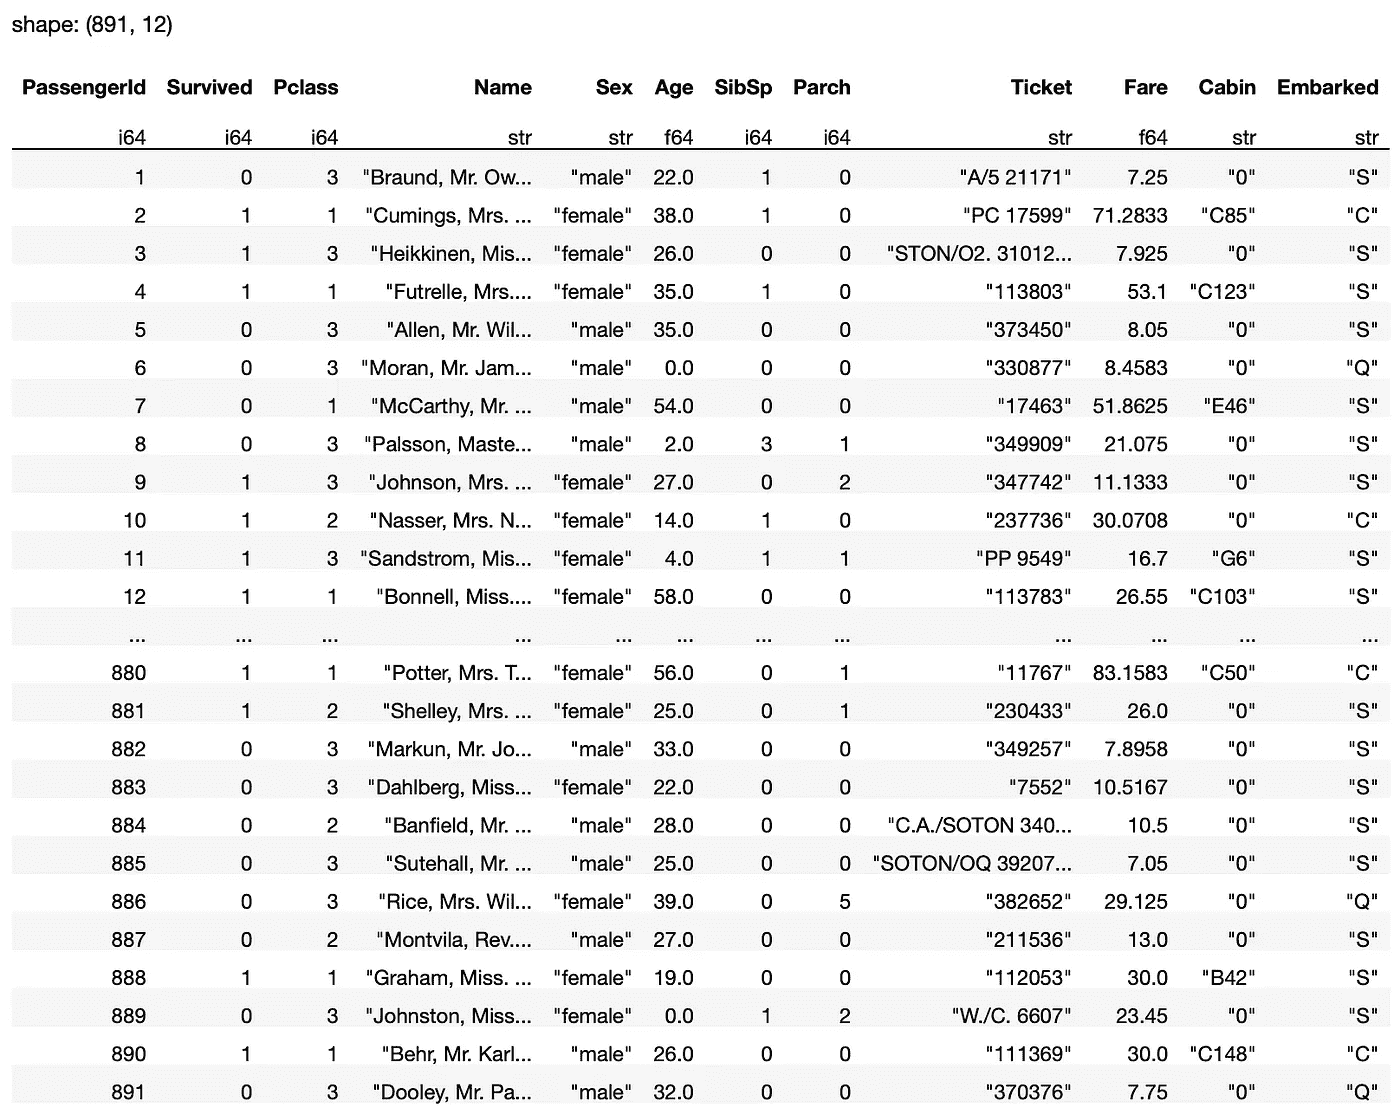 shape: (891, 12)
PassengerId Survived Pclass Name Sex Age SibSp Parch Ticket Fare Cabin Embarked
i64 i64 i64 str str f64 i64 i64 str f64 str str
1 0 3 "Braund, Mr. Ow... "male" 22.0 1 0 "A/5 21171" 7.25 "0" "S"
2 1 1 "Cumings, Mrs. ... "female" 38.0 1 0 "PC 17599" 71.2833 "C85" "C"
3 1 3 "Heikkinen, Mis... "female" 26.0 0 0 "STON/O2. 31012... 7.925 "0" "S"
4 1 1 "Futrelle, Mrs.... "female" 35.0 1 0 "113803" 53.1 "C123" "S"
5 0 3 "Allen, Mr. Wil... "male" 35.0 0 0 "373450" 8.05 "0" "S"
6 0 3 "Moran, Mr. Jam... "male" 0.0 0 0 "330877" 8.4583 "0" "Q"
7 0 1 "McCarthy, Mr. ... "male" 54.0 0 0 "17463" 51.8625 "E46" "S"
8 0 3 "Palsson, Maste... "male" 2.0 3 1 "349909" 21.075 "0" "S"
9 1 3 "Johnson, Mrs. ... "female" 27.0 0 2 "347742" 11.1333 "0" "S"
10 1 2 "Nasser, Mrs. N... "female" 14.0 1 0 "237736" 30.0708 "0" "C"
11 1 3 "Sandstrom, Mis... "female" 4.0 1 1 "PP 9549" 16.7 "G6" "S"
12 1 1 "Bonnell, Miss.... "female" 58.0 0 0 "113783" 26.55 "C103" "S"
... ... ... ... ... ... ... ... ... ... ... ...
880 1 1 "Potter, Mrs. T... "female" 56.0 0 1 "11767" 83.1583 "C50" "C"
881 1 2 "Shelley, Mrs. ... "female" 25.0 0 1 "230433" 26.0 "0" "S"
882 0 3 "Markun, Mr. Jo... "male" 33.0 0 0 "349257" 7.8958 "0" "S"
883 0 3 "Dahlberg, Miss... "female" 22.0 0 0 "7552" 10.5167 "0" "S"
884 0 2 "Banfield, Mr. ... "male" 28.0 0 0 "C.A./SOTON 340... 10.5 "0" "S"
885 0 3 "Sutehall, Mr. ... "male" 25.0 0 0 "SOTON/OQ 39207... 7.05 "0" "S"
886 0 3 "Rice, Mrs. Wil... "female" 39.0 0 5 "382652" 29.125 "0" "Q"
887 0 2 "Montvila, Rev.... "male" 27.0 0 0 "211536" 13.0 "0" "S"
888 1 1 "Graham, Miss. ... "female" 19.0 0 0 "112053" 30.0 "B42" "S"
889 0 3 "Johnston, Miss... "female" 0.0 1 2 "W./C. 6607" 23.45 "0" "S"
890 1 1 "Behr, Mr. Karl... "male" 26.0 0 0 "111369" 30.0 "C148" "C"
891 0 3 "Dooley, Mr. Pa... "male" 32.0 0 0 "370376" 7.75 "0" "Q"